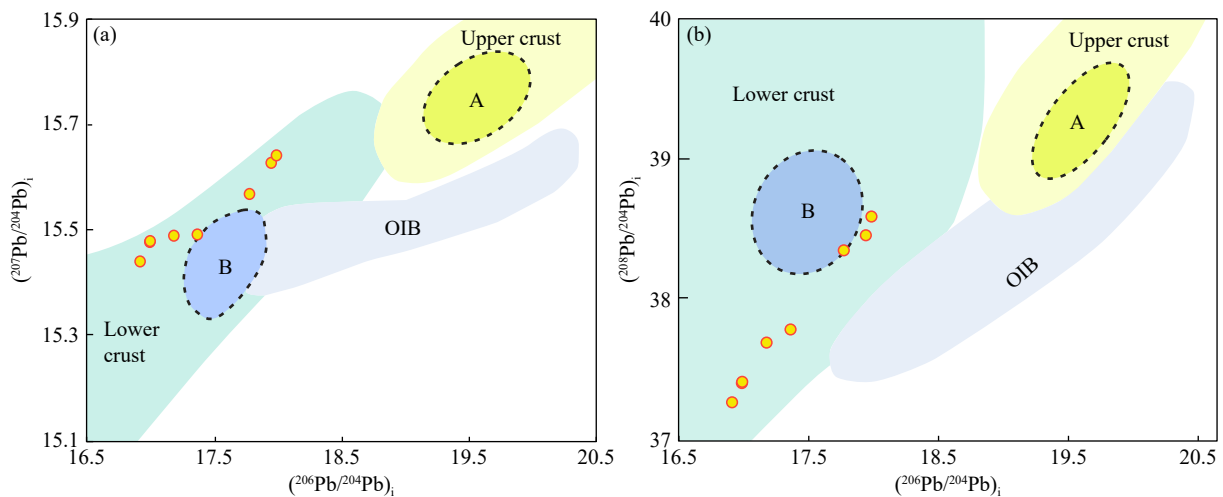 (a)
15.9
15.7
15.5
15.3
15.1
(²⁰⁷Pb/²⁰⁴Pb)ᵢ
Upper crust
A
OIB
B
Lower
crust
16.5 17.5 18.5 19.5 20.5
(²⁰⁶Pb/²⁰⁴Pb)ᵢ
(b)
40
39
38
37
(²⁰⁸Pb/²⁰⁴Pb)ᵢ
Upper crust
Lower crust
A
B
OIB
16.5 17.5 18.5 19.5 20.5
(²⁰⁶Pb/²⁰⁴Pb)ᵢ